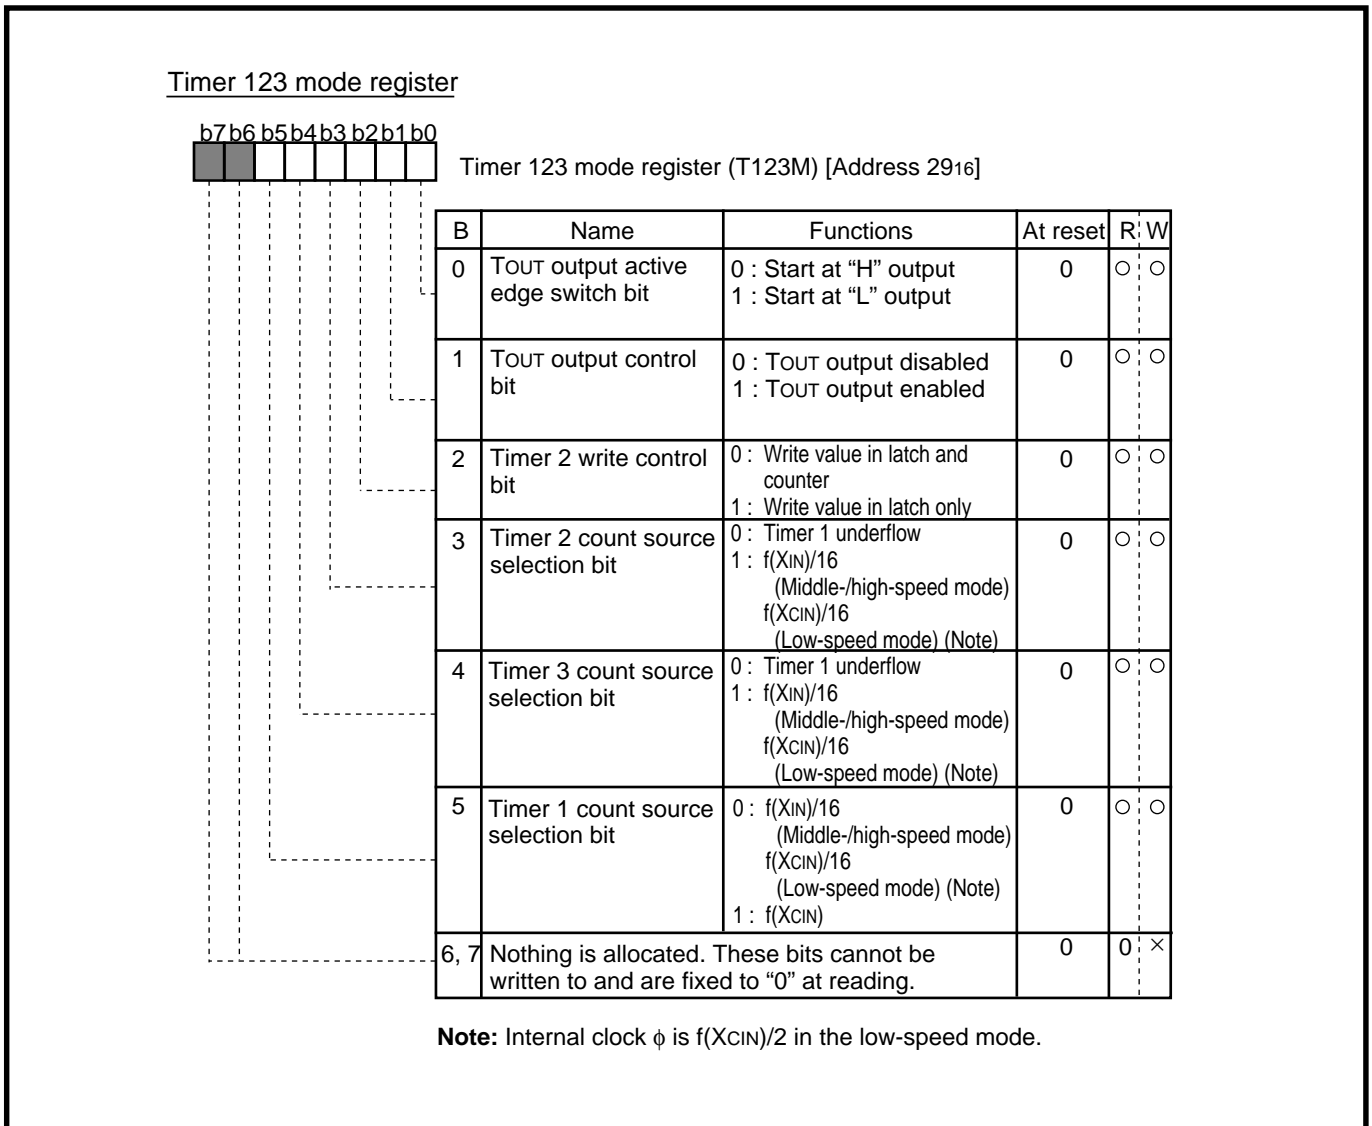 Timer 123 mode register
b7 b6 b5 b4 b3 b2 b1 b0
Timer 123 mode register (T123M) [Address 2916]
B Name Functions At reset R W
0 TOUT output active edge switch bit 0 : Start at “H” output 0 ○ ○
1 : Start at “L” output
1 TOUT output control bit 0 : TOUT output disabled 0 ○ ○
1 : TOUT output enabled
2 Timer 2 write control bit 0 : Write value in latch and counter 0 ○ ○
1 : Write value in latch only
3 Timer 2 count source selection bit 0 : Timer 1 underflow 0 ○ ○
1 : f(XIN)/16
(Middle-/high-speed mode)
f(XCIN)/16
(Low-speed mode) (Note)
4 Timer 3 count source selection bit 0 : Timer 1 underflow 0 ○ ○
1 : f(XIN)/16
(Middle-/high-speed mode)
f(XCIN)/16
(Low-speed mode) (Note)
5 Timer 1 count source selection bit 0 : f(XIN)/16 0 ○ ○
(Middle-/high-speed mode)
f(XCIN)/16
(Low-speed mode) (Note)
1 : f(XCIN)
6, 7 Nothing is allocated. These bits cannot be 0 0 ×
written to and are fixed to “0” at reading.
Note: Internal clock φ is f(XCIN)/2 in the low-speed mode.